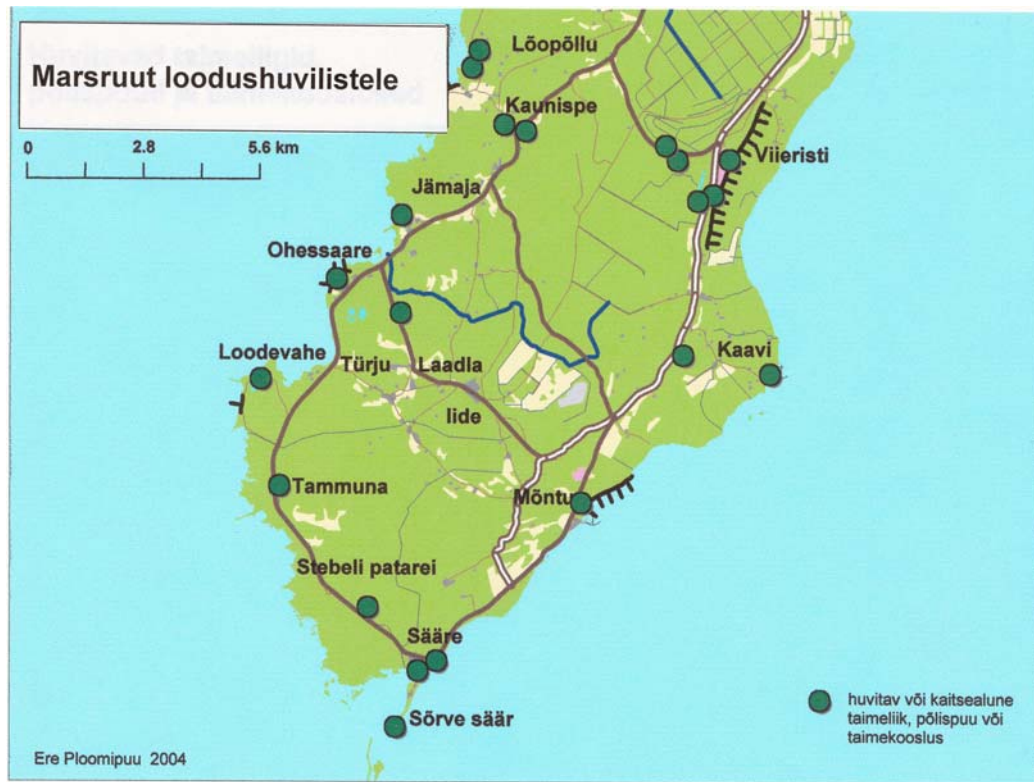 Marsruut loodushuvilistele
0 2.8 5.6 km
Lõopõllu
Kaunispe
Viieristi
Jämaja
Ohessaare
Loodevahe
Türju
Laadla
Kaavi
Iide
Tammuna
Mõntu
Stebeli patarei
Sääre
Sõrve säär
huvitav või kaitsealune
taimeliik, põlispuu või
taimekooslus
Ere Ploomipuu 2004